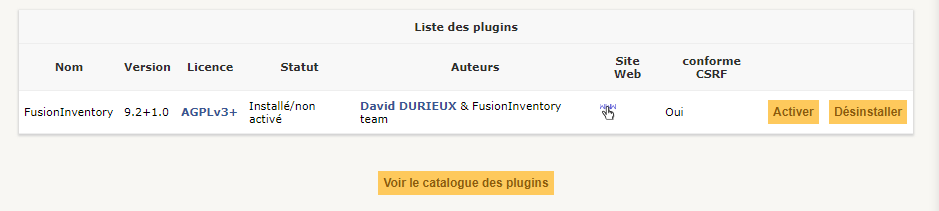 Liste des plugins
Nom Version Licence Statut Auteurs Site Web conforme CSRF
FusionInventory 9.2+1.0 AGPLv3+ Installé/non activé David DURIEUX & FusionInventory team Oui Activer Désinstaller
Voir le catalogue des plugins